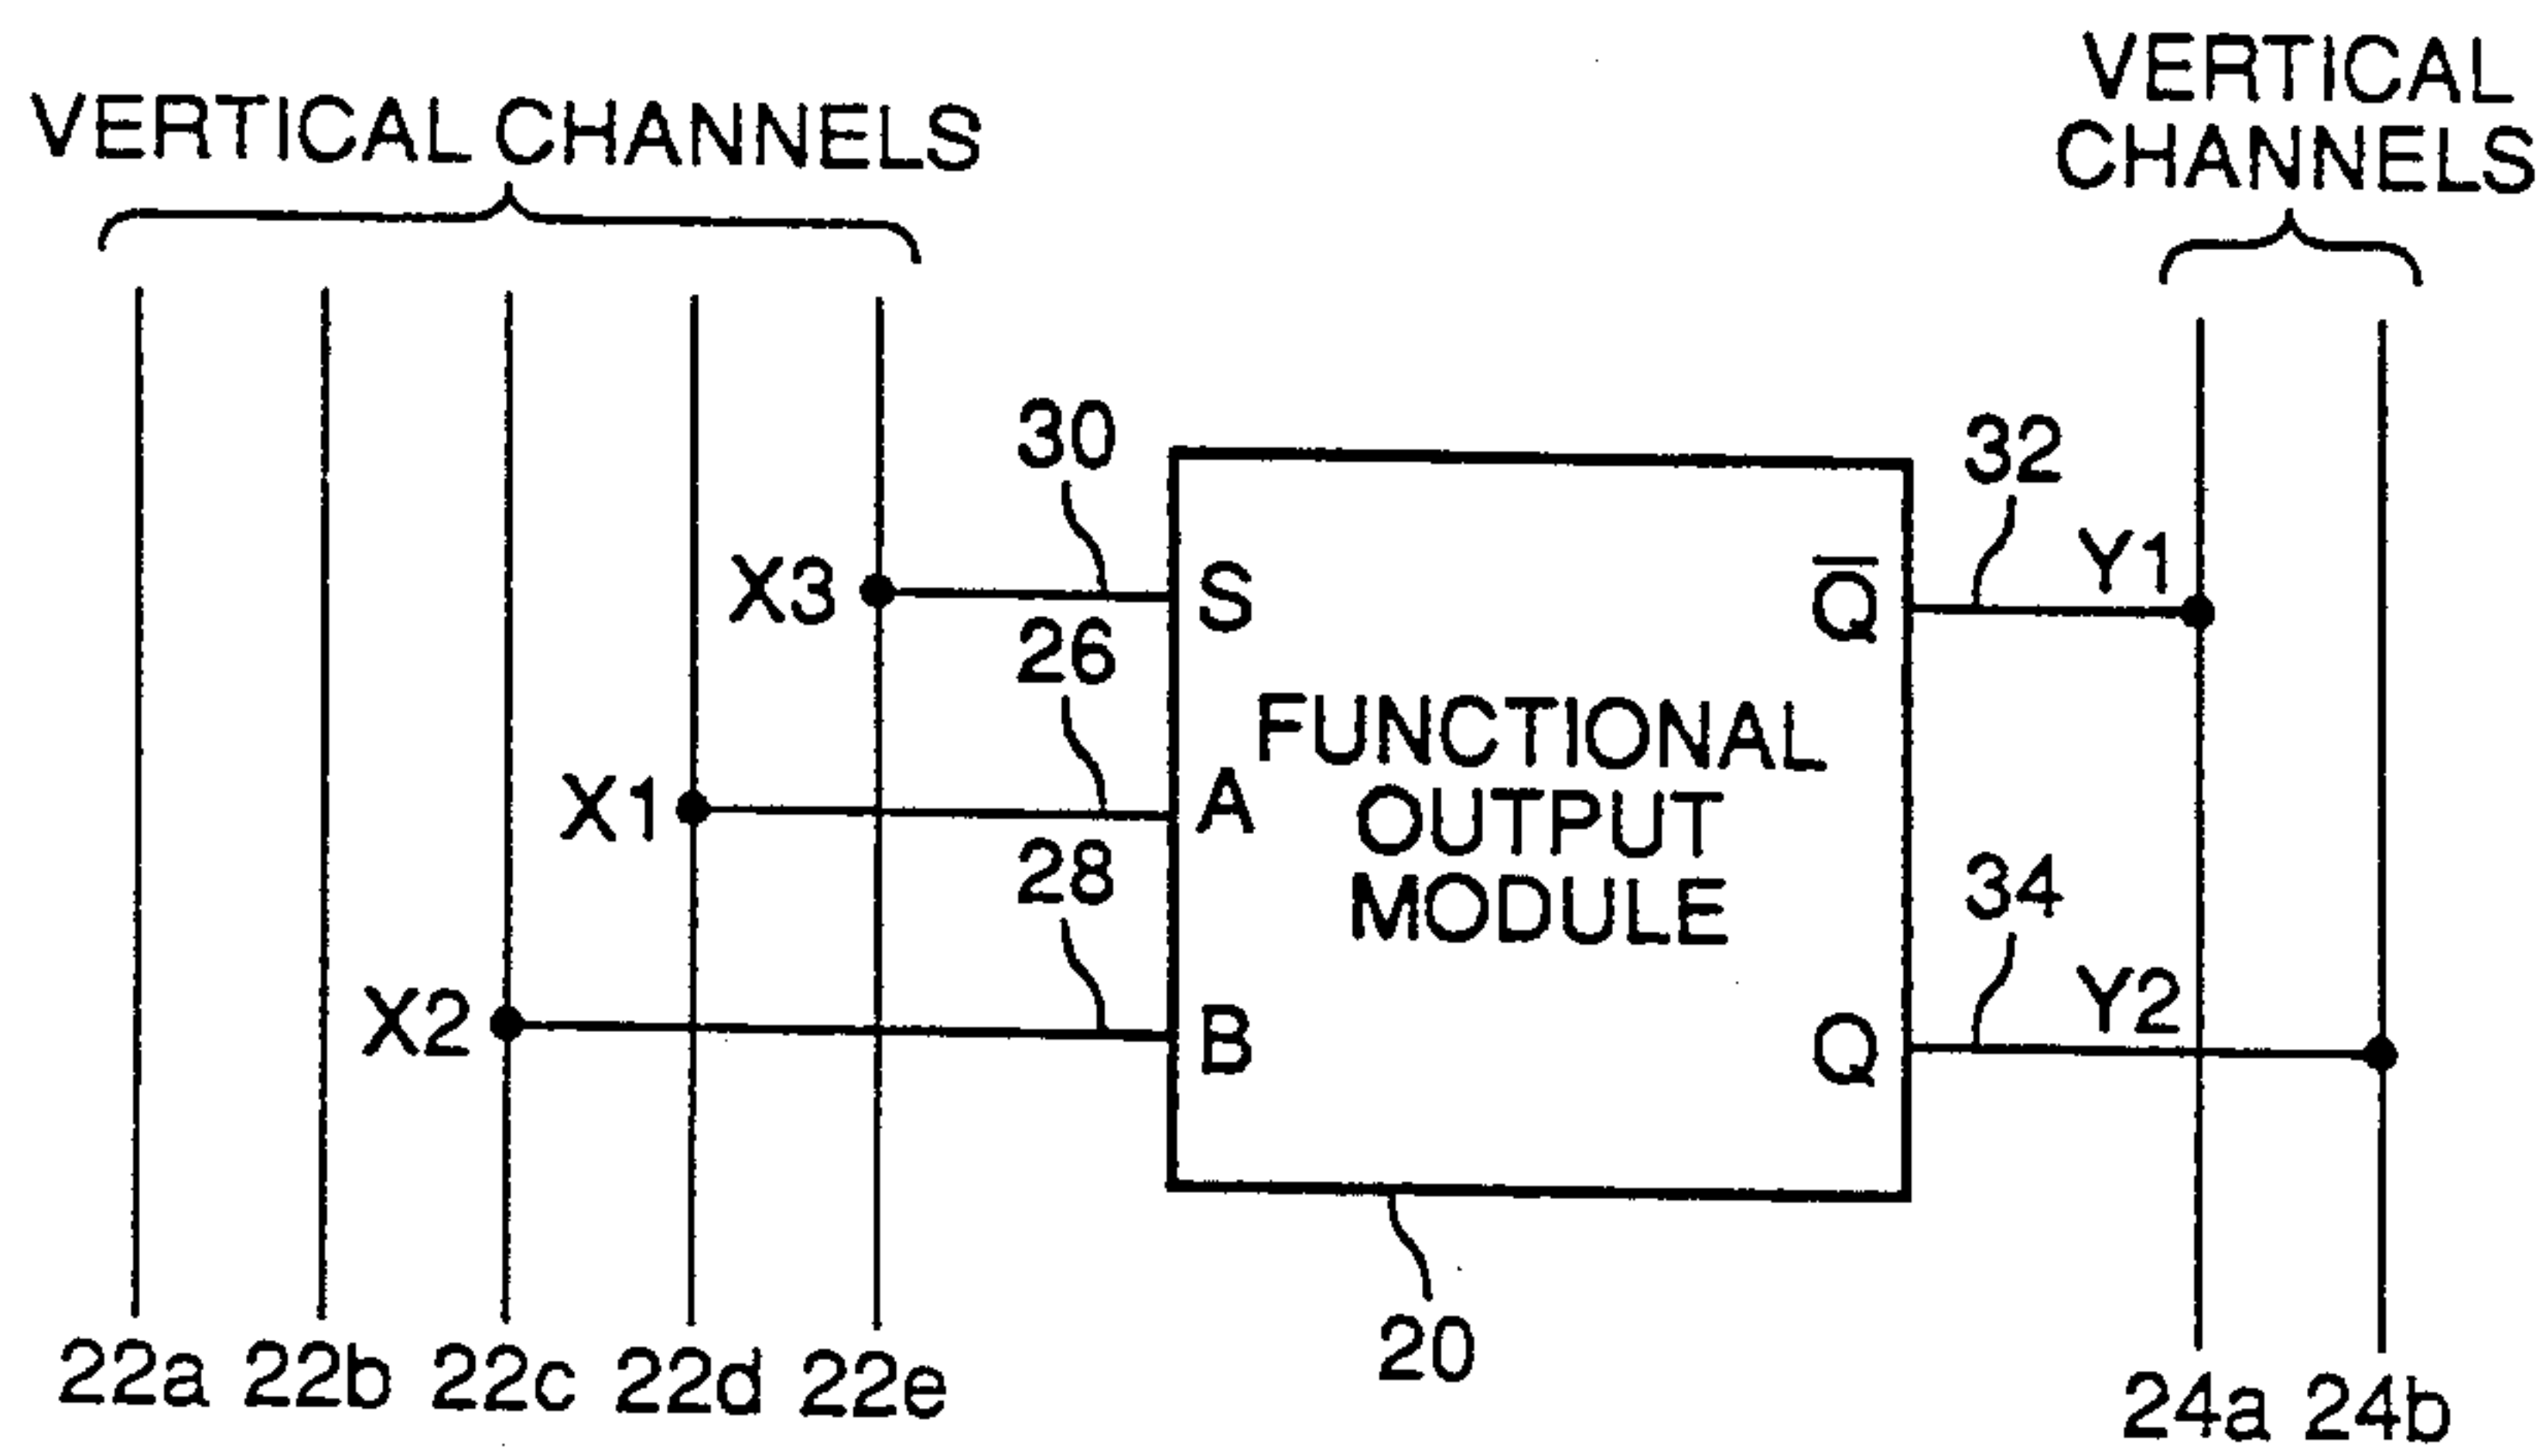 VERTICAL CHANNELS
VERTICAL
CHANNELS
30
32
X3
S
Q̅
Y1
26
X1
A
FUNCTIONAL
OUTPUT
MODULE
28
34
X2
B
Q
Y2
20
22a 22b 22c 22d 22e
24a 24b